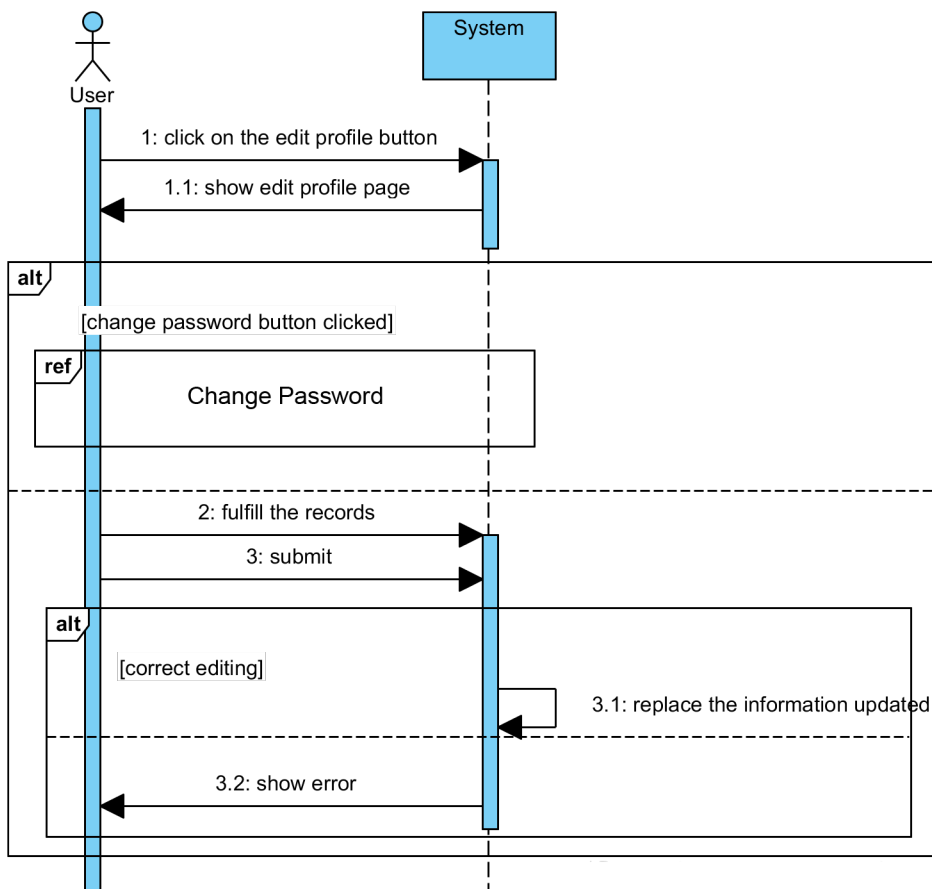 System
User
1: click on the edit profile button
1.1: show edit profile page
alt
[change password button clicked]
ref
Change Password
2: fulfill the records
3: submit
alt
[correct editing]
3.1: replace the information updated
3.2: show error